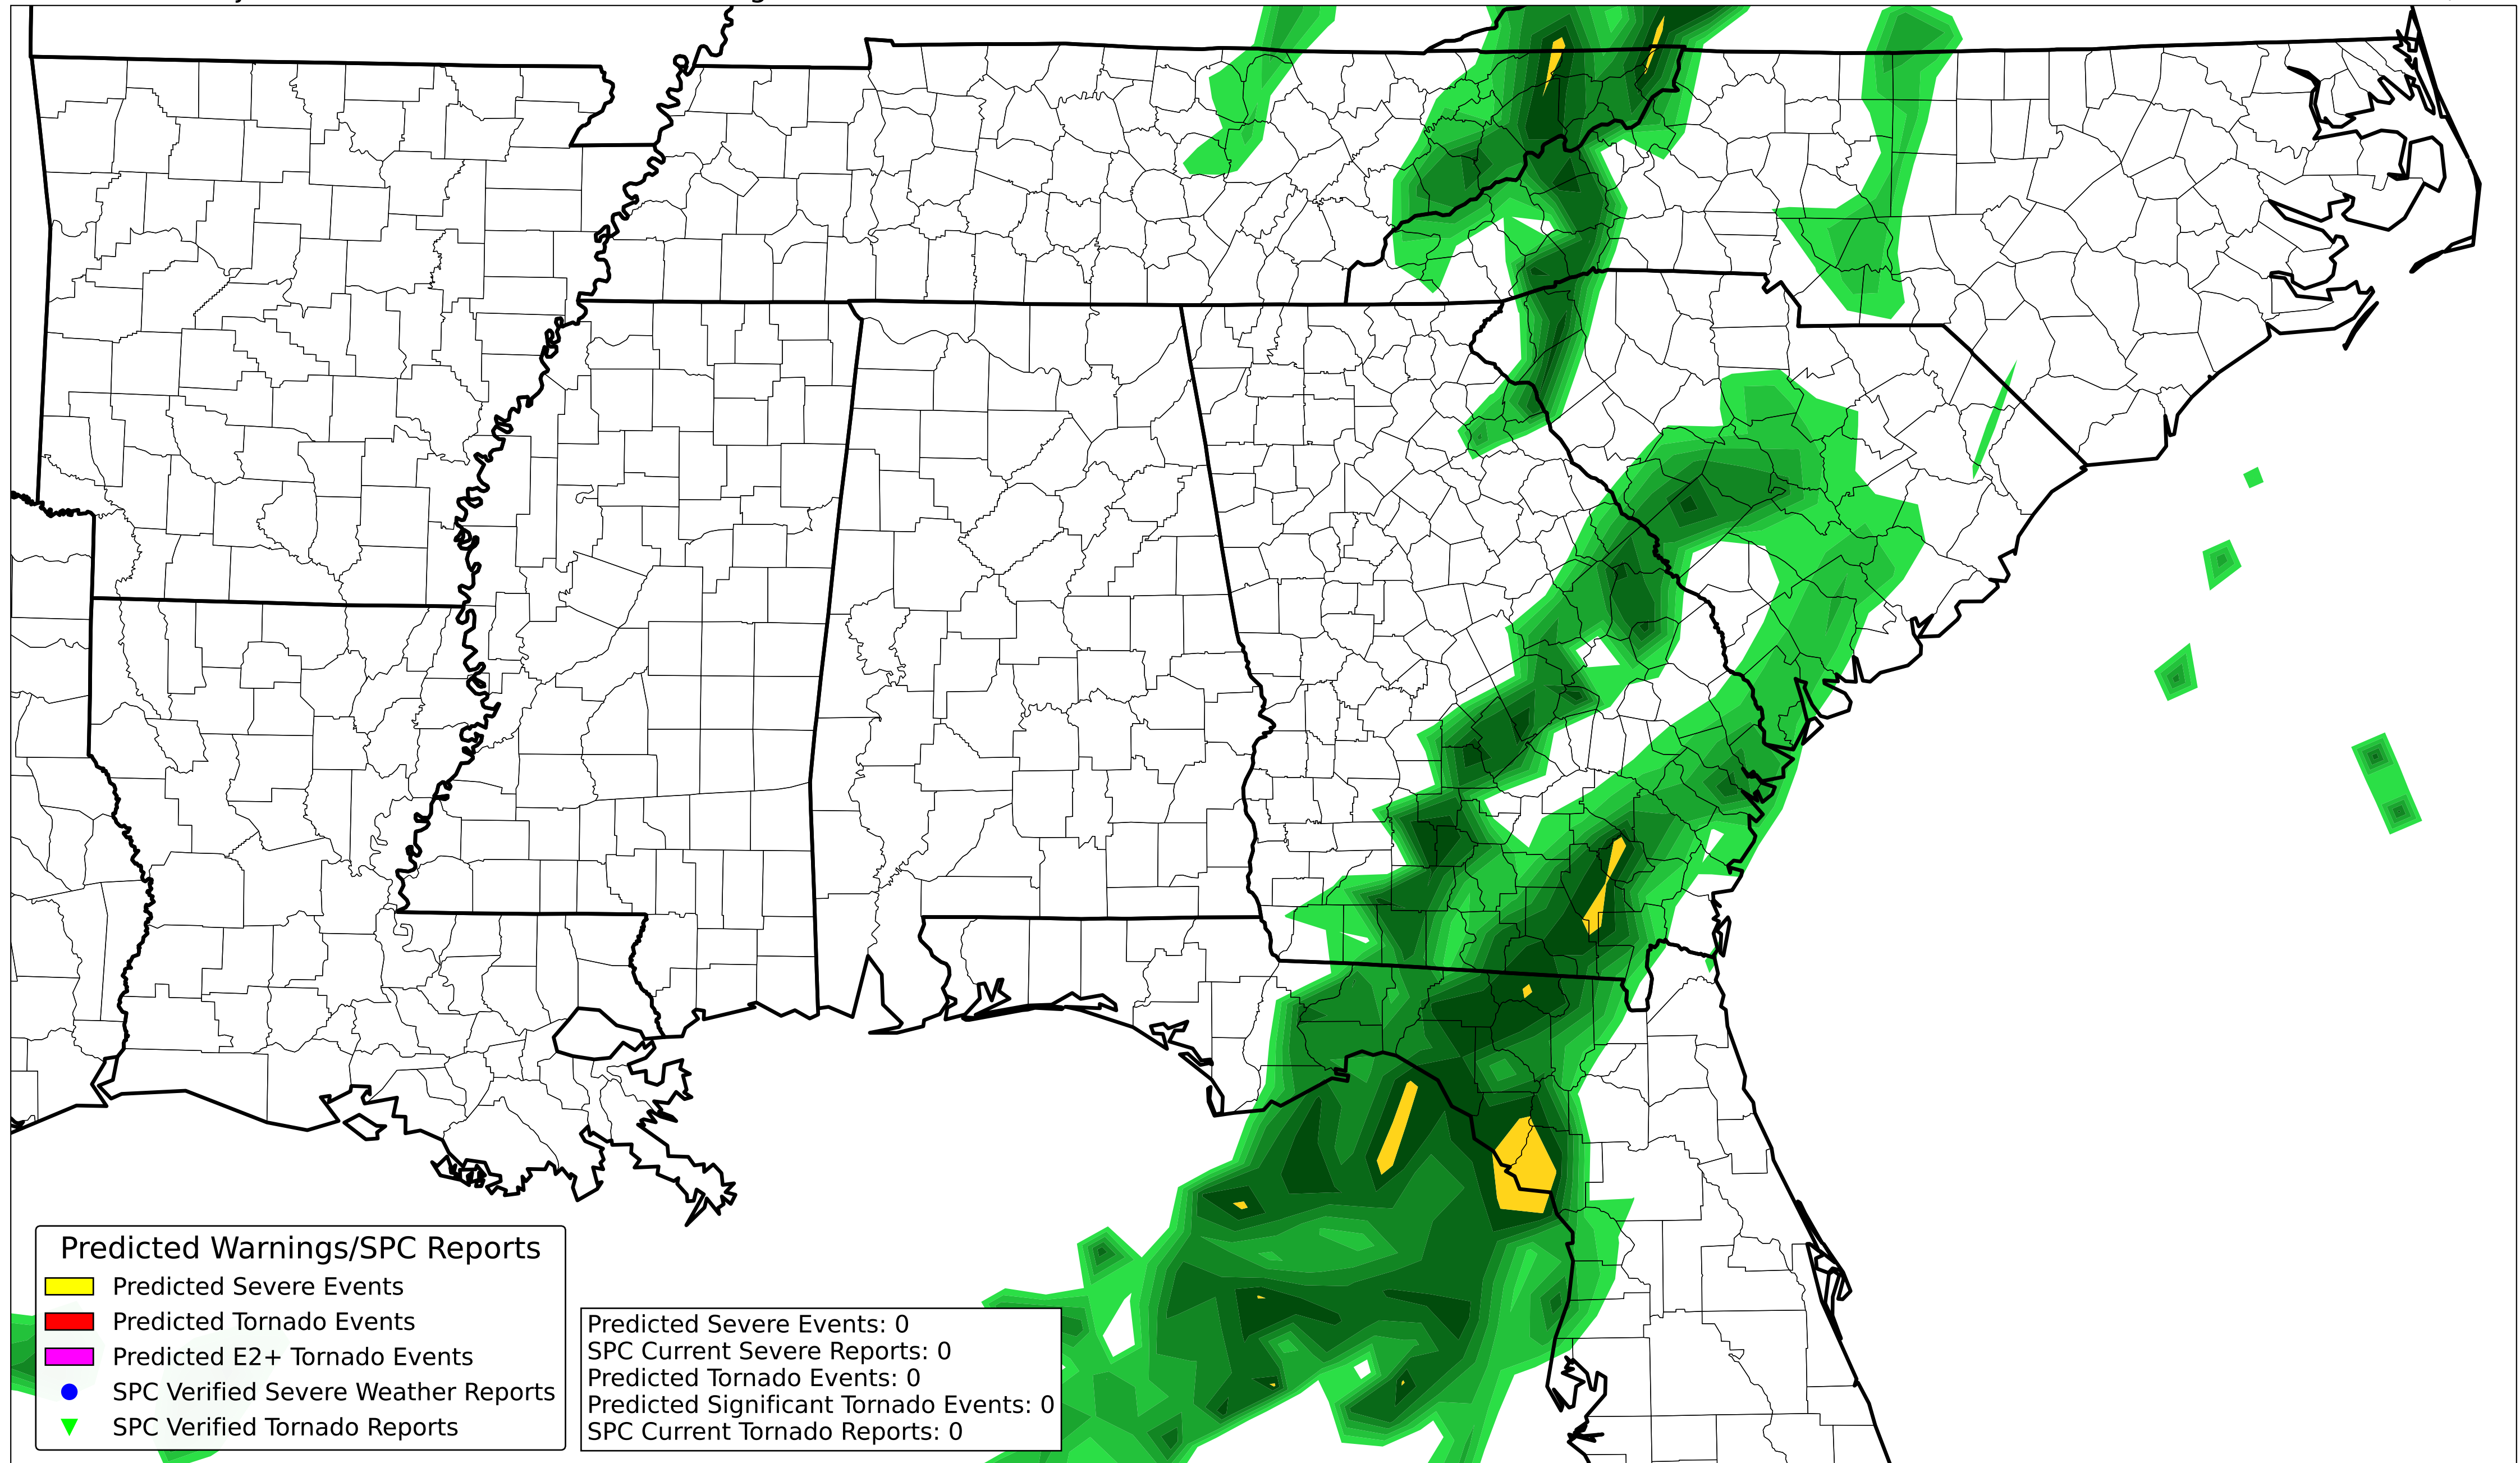 Predicted Warnings/SPC Reports
Predicted Severe Events
Predicted Tornado Events
Predicted E2+ Tornado Events
SPC Verified Severe Weather Reports
SPC Verified Tornado Reports
Predicted Severe Events: 0
SPC Current Severe Reports: 0
Predicted Tornado Events: 0
Predicted Significant Tornado Events: 0
SPC Current Tornado Reports: 0